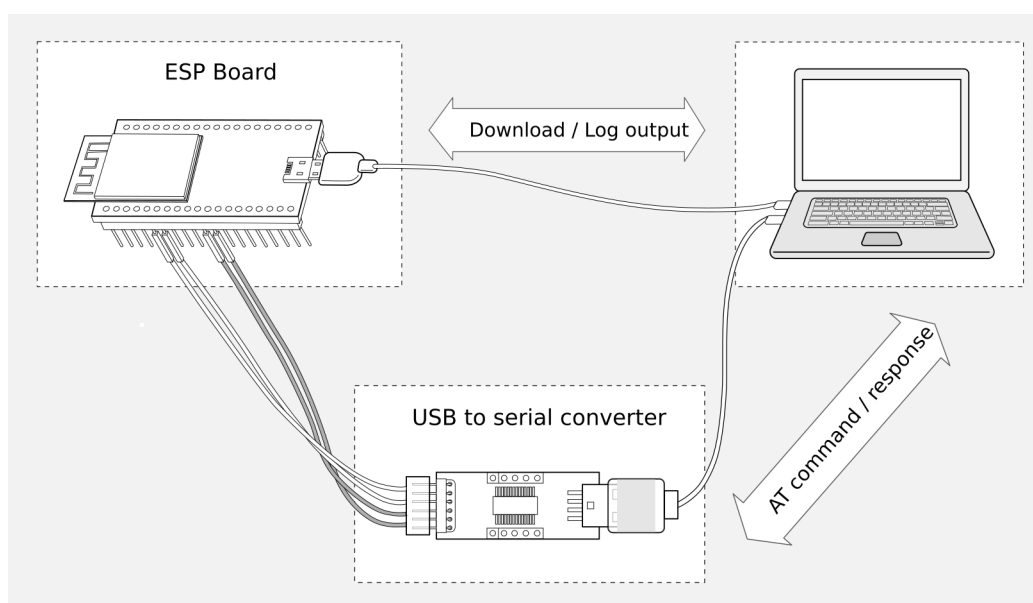 ESP Board
Download / Log output
USB to serial converter
AT command / response